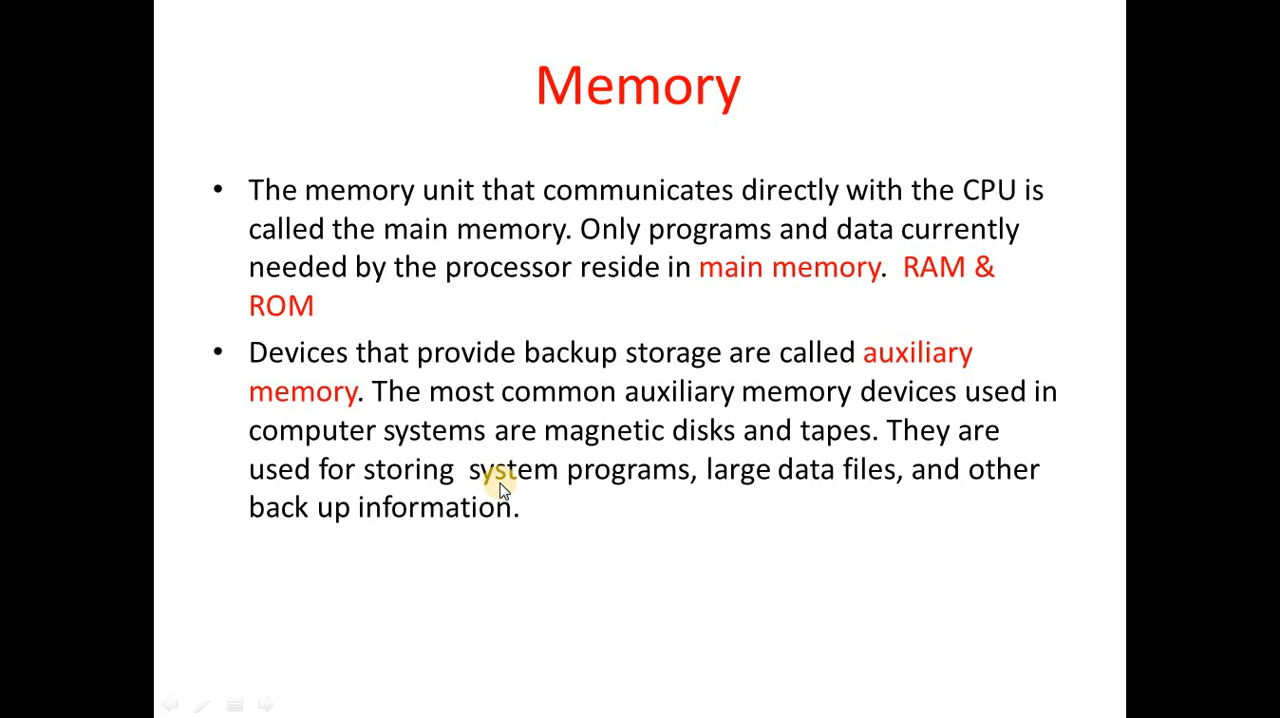 Memory
• The memory unit that communicates directly with the CPU is
called the main memory. Only programs and data currently
needed by the processor reside in main memory.  RAM &
ROM
• Devices that provide backup storage are called auxiliary
memory. The most common auxiliary memory devices used in
computer systems are magnetic disks and tapes. They are
used for storing  system programs, large data files, and other
back up information.